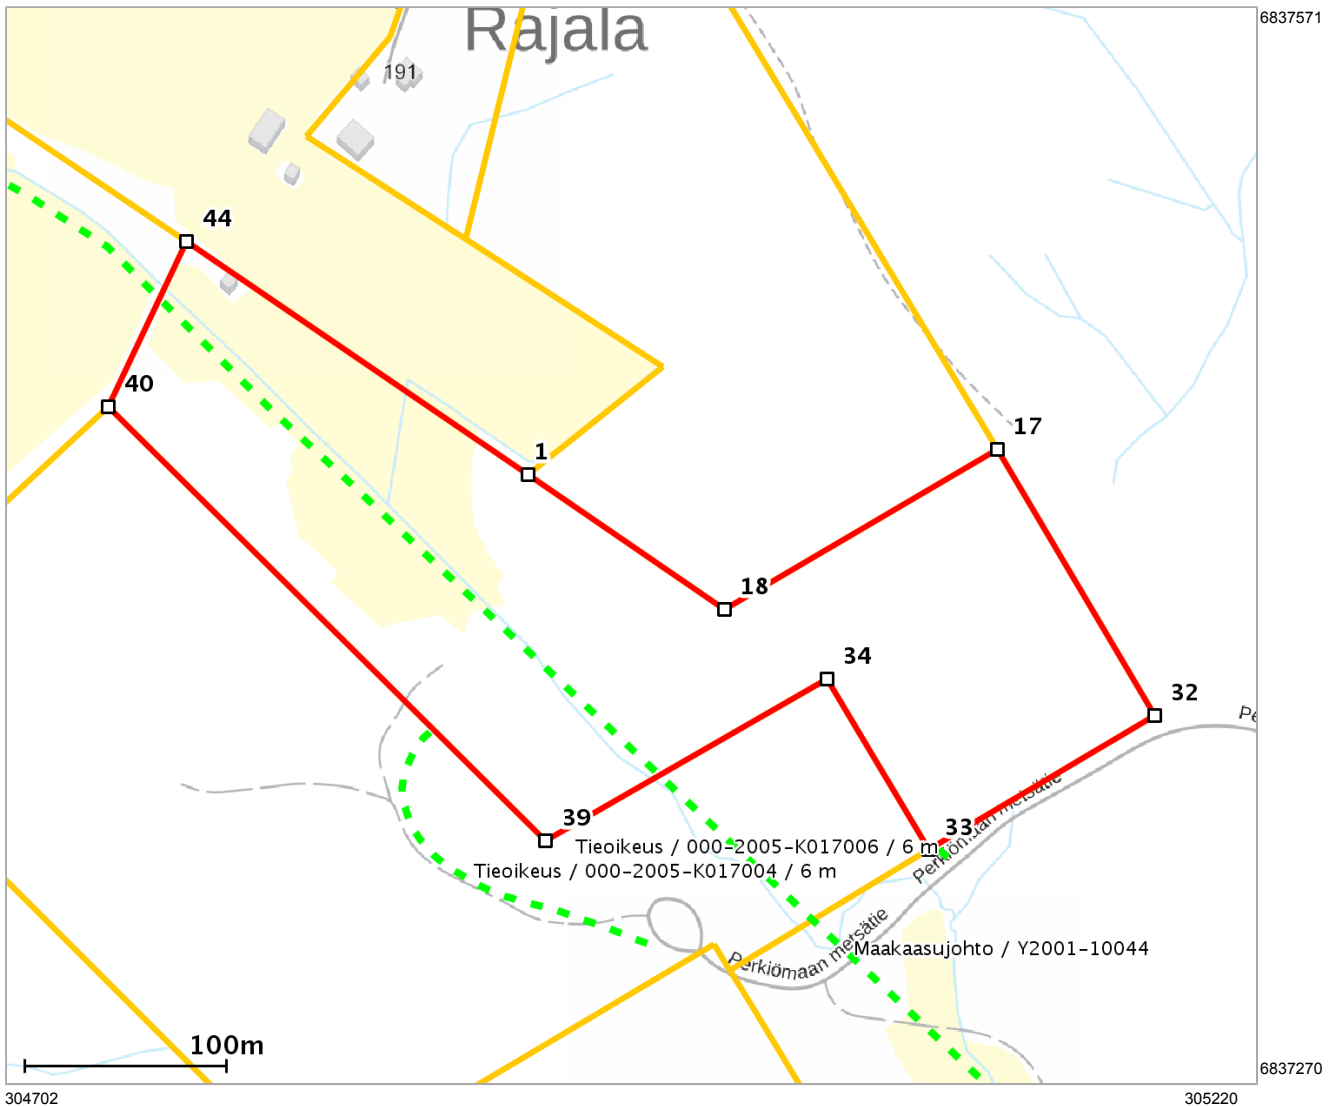 6837571
Rajala
191
44
40
17
1
18
34
32
Pe
Perkiömaan metsätie
33
39
Tieoikeus / 000-2005-K017006 / 6 m
Tieoikeus / 000-2005-K017004 / 6 m
Perkiömaan metsätie
Maakaasujohto / Y2001-10044
100m
6837270
304702
305220